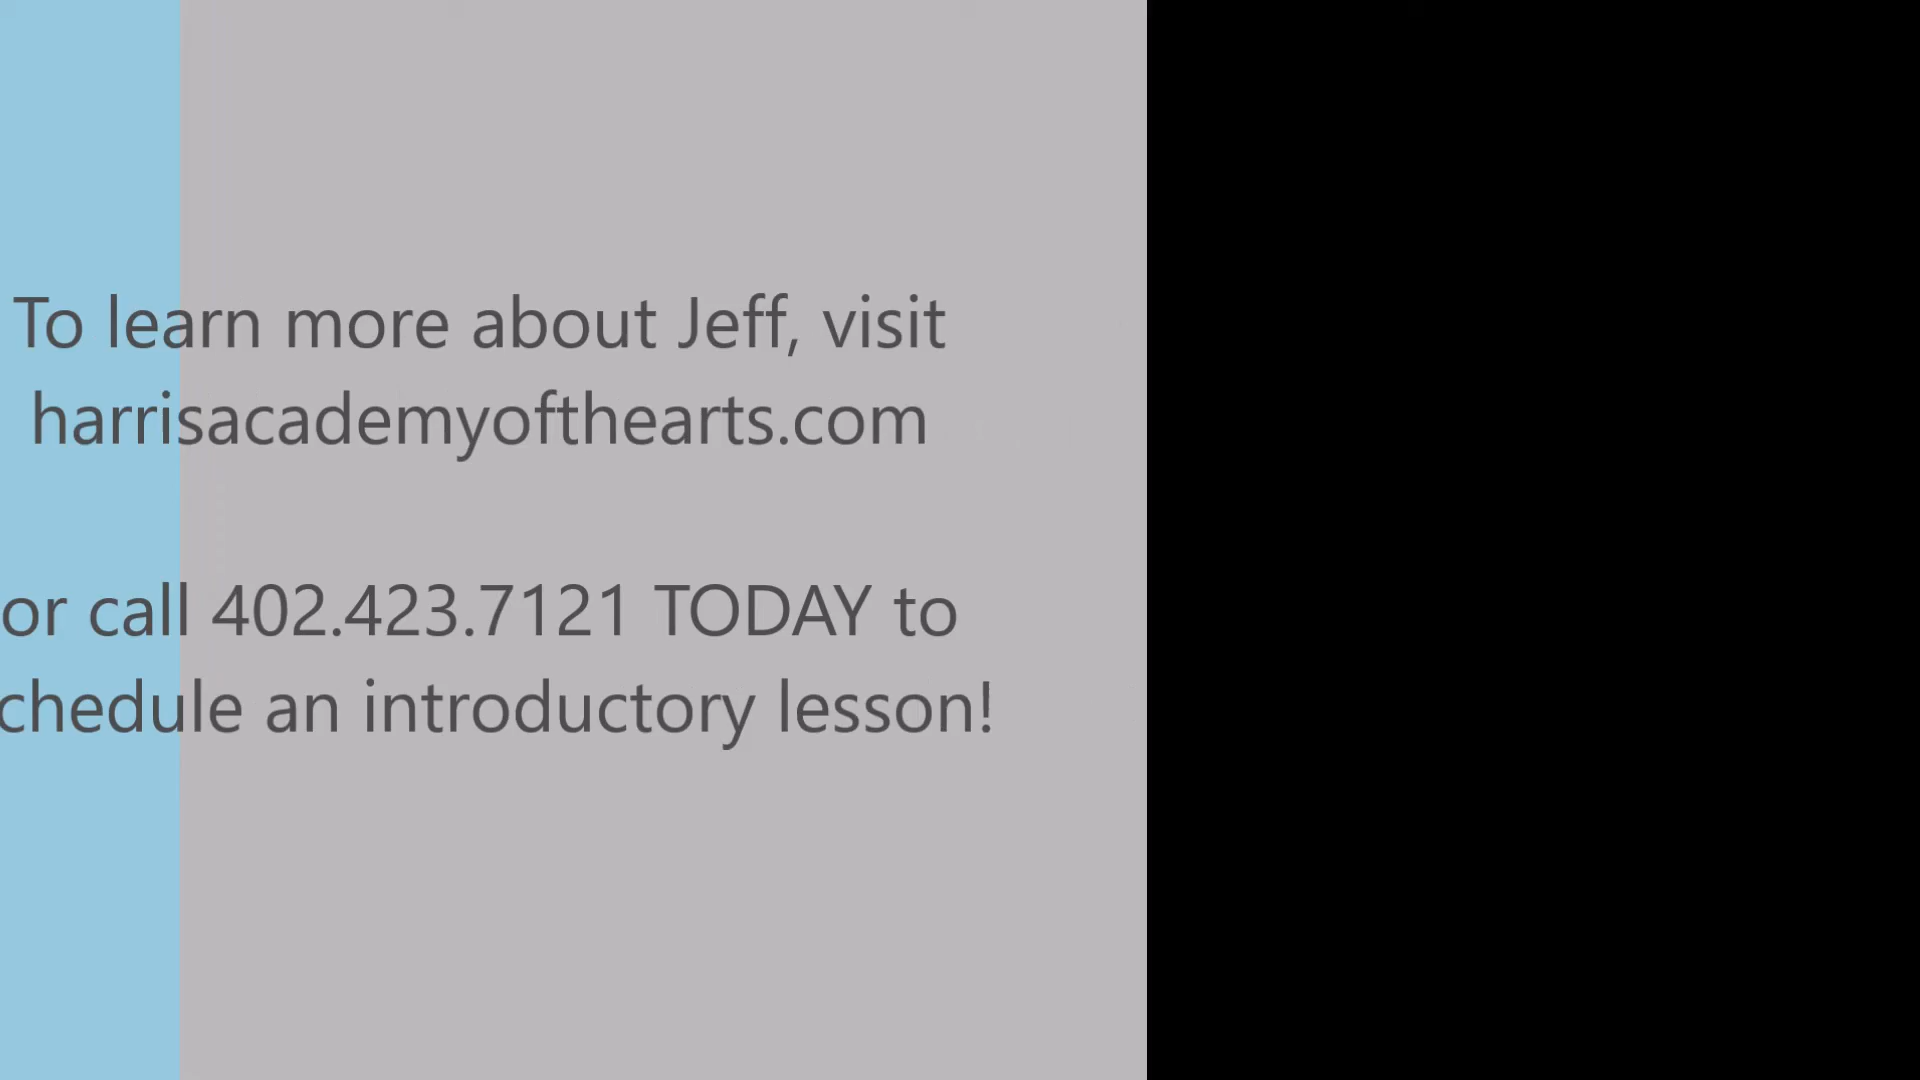 To learn more about Jeff, visit
harrisacademyofthearts.com
or call 402.423.7121 TODAY to
chedule an introductory lesson!